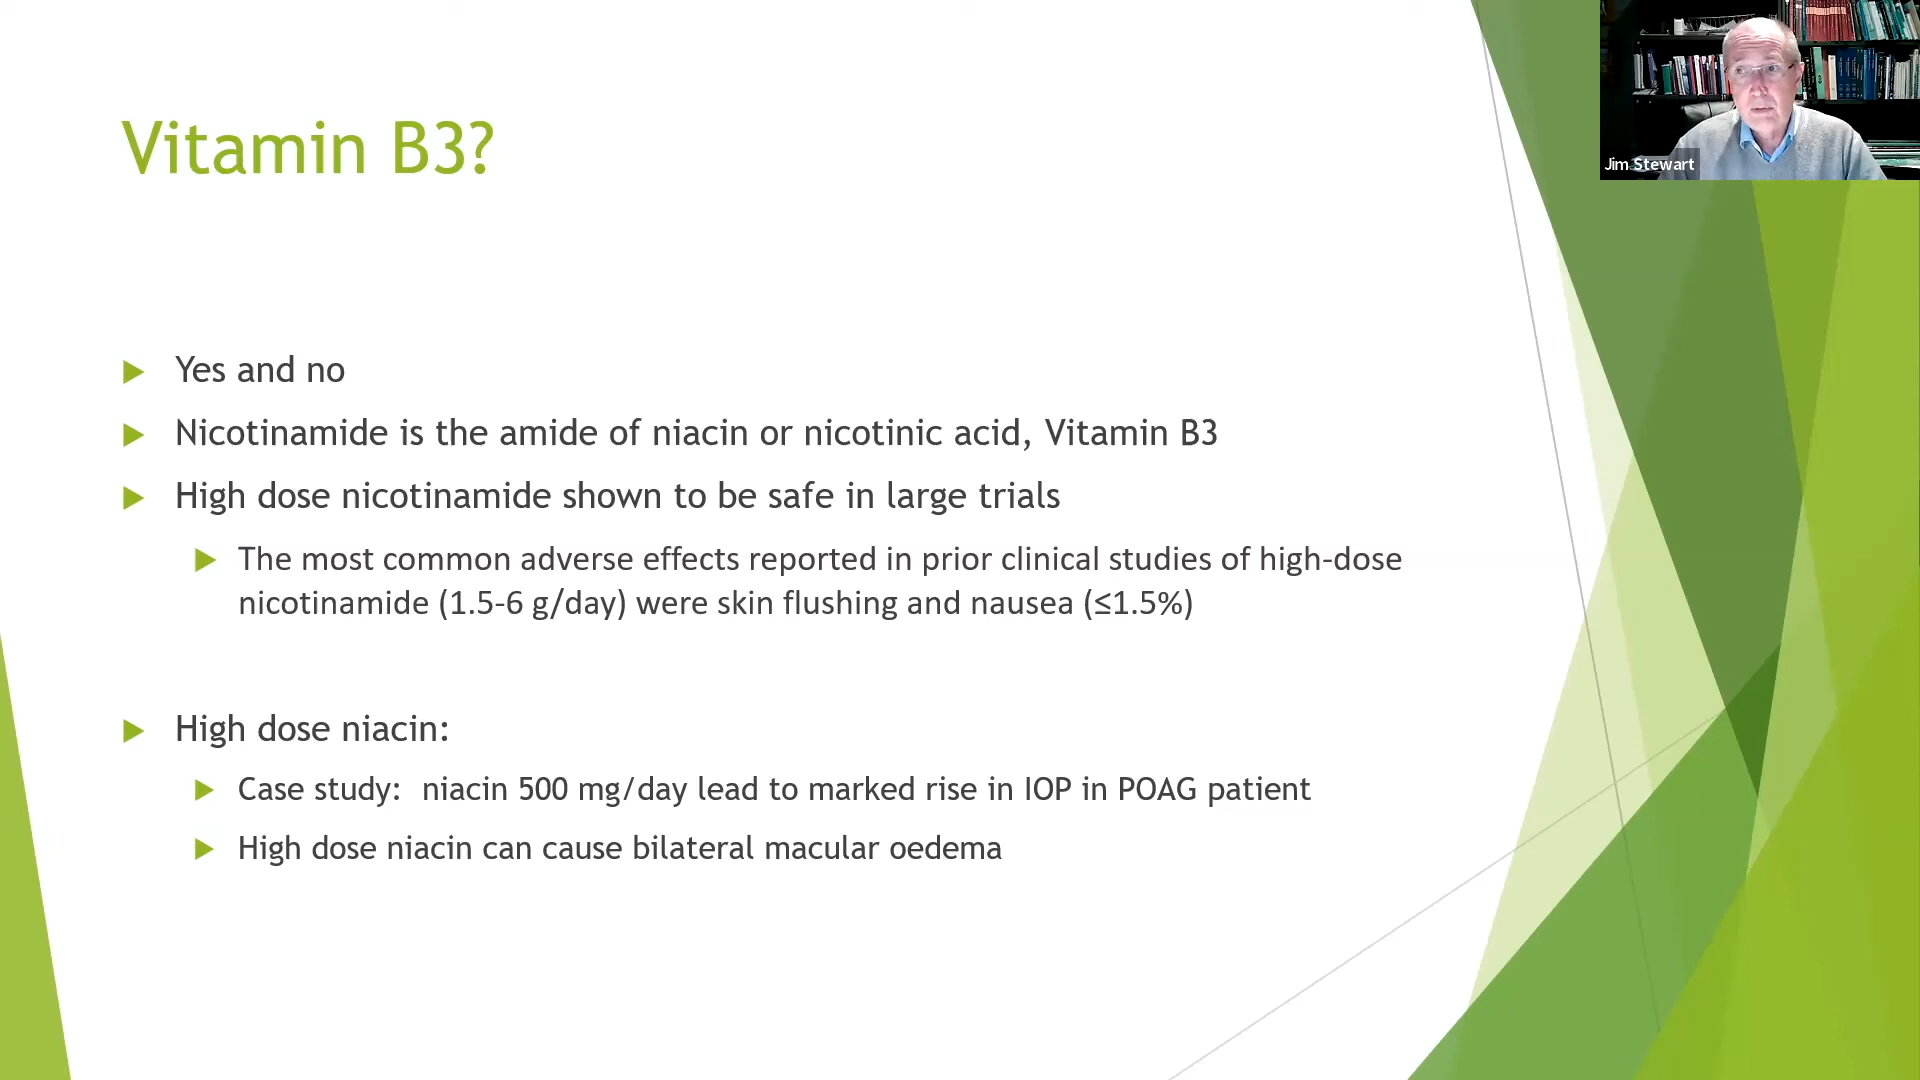 Vitamin B3?
Jim Stewart
Yes and no
Nicotinamide is the amide of niacin or nicotinic acid, Vitamin B3
High dose nicotinamide shown to be safe in large trials
The most common adverse effects reported in prior clinical studies of high-dose
nicotinamide (1.5-6 g/day) were skin flushing and nausea (≤1.5%)
High dose niacin:
Case study:  niacin 500 mg/day lead to marked rise in IOP in POAG patient
High dose niacin can cause bilateral macular oedema